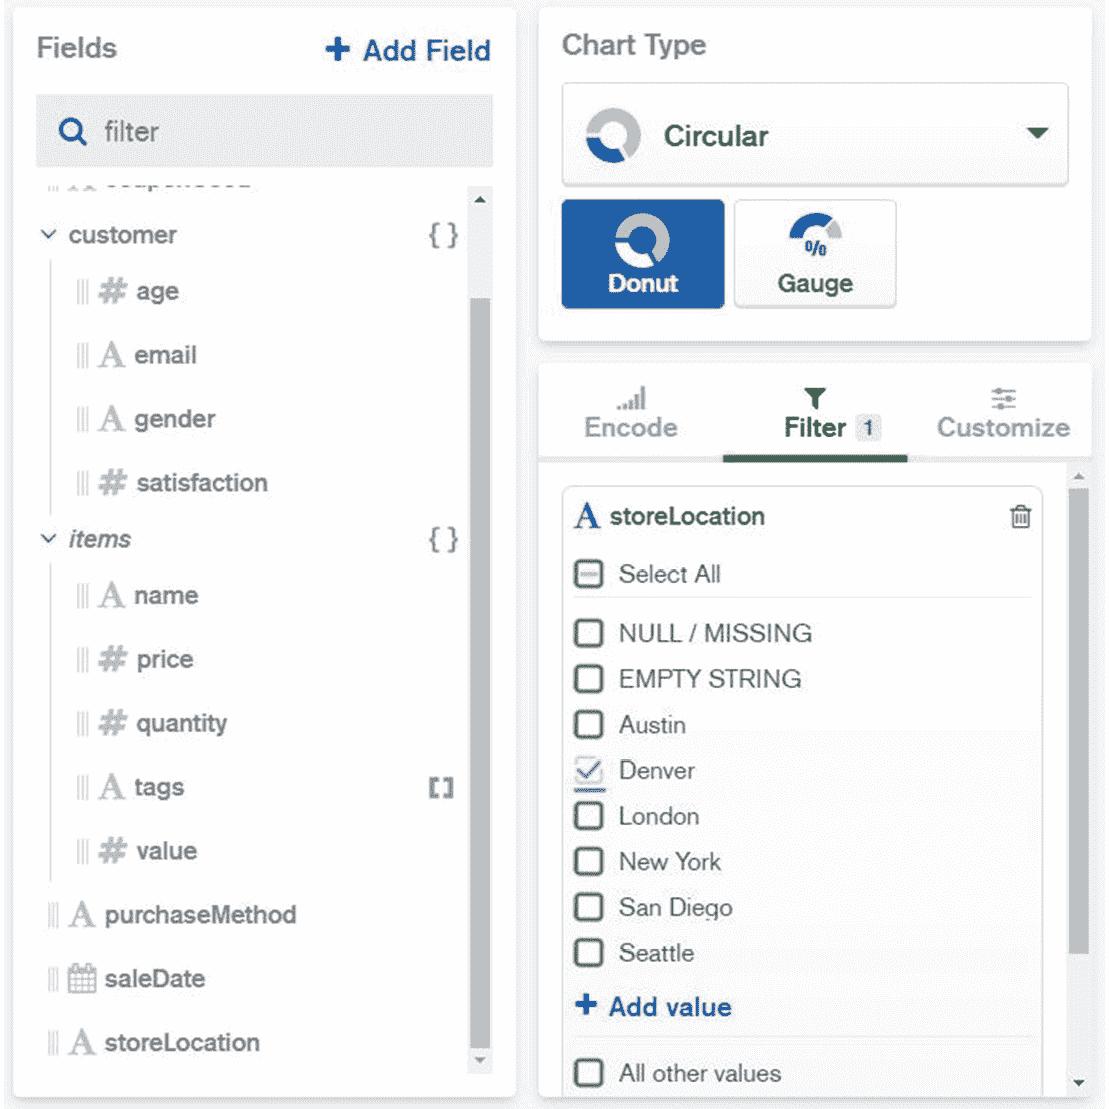 Fields
+ Add Field
filter
customer { }
# age
A email
A gender
# satisfaction
items { }
A name
# price
# quantity
A tags [ ]
# value
A purchaseMethod
saleDate
A storeLocation
Chart Type
Circular
Donut
%
Gauge
Encode
Filter 1
Customize
A storeLocation
Select All
NULL / MISSING
EMPTY STRING
Austin
Denver
London
New York
San Diego
Seattle
+ Add value
All other values